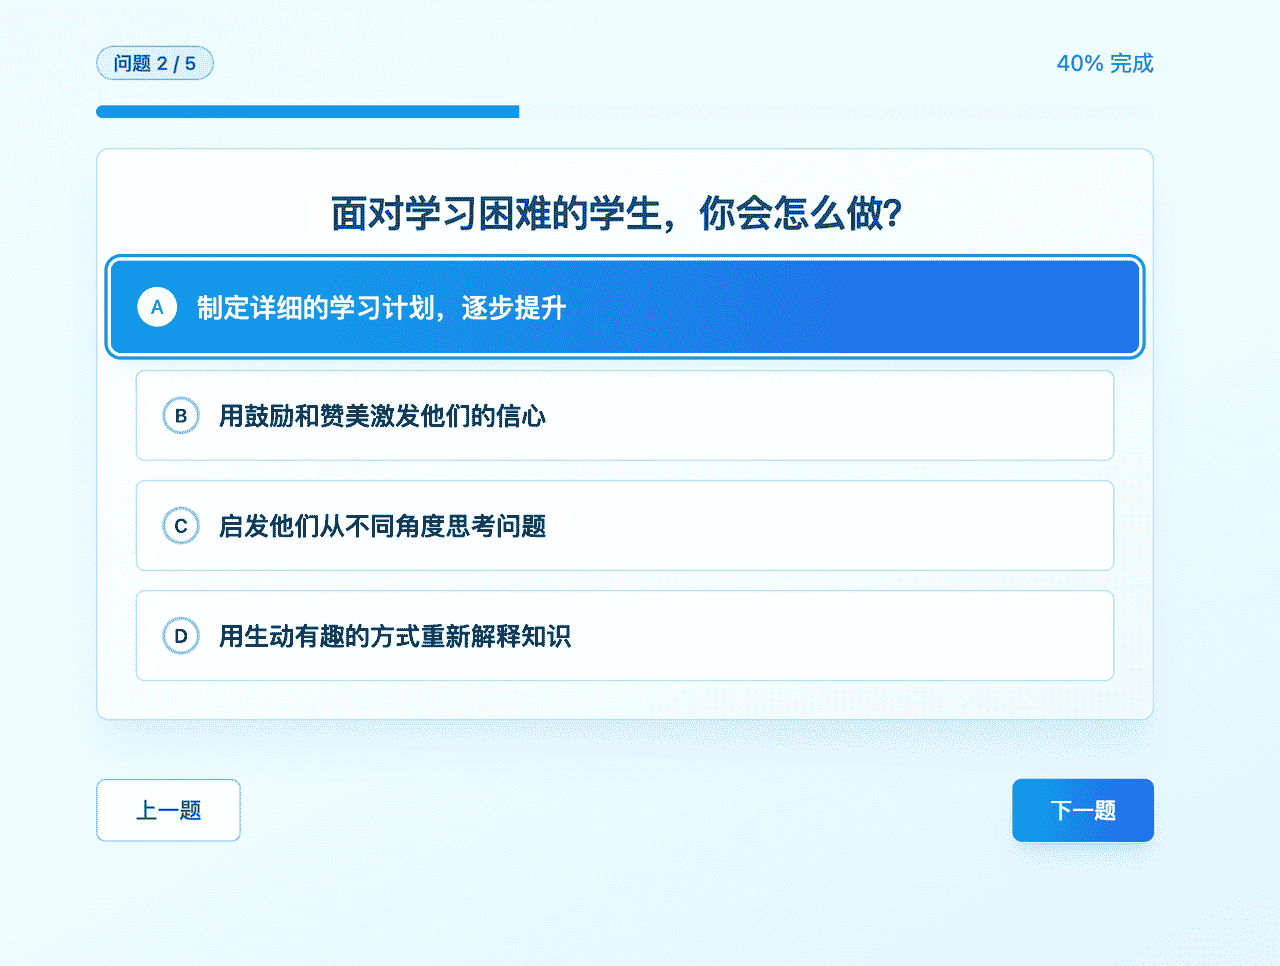 问题 2 / 5
40% 完成
面对学习困难的学生，你会怎么做？
A 制定详细的学习计划，逐步提升
B 用鼓励和赞美激发他们的信心
C 启发他们从不同角度思考问题
D 用生动有趣的方式重新解释知识
上一题
下一题